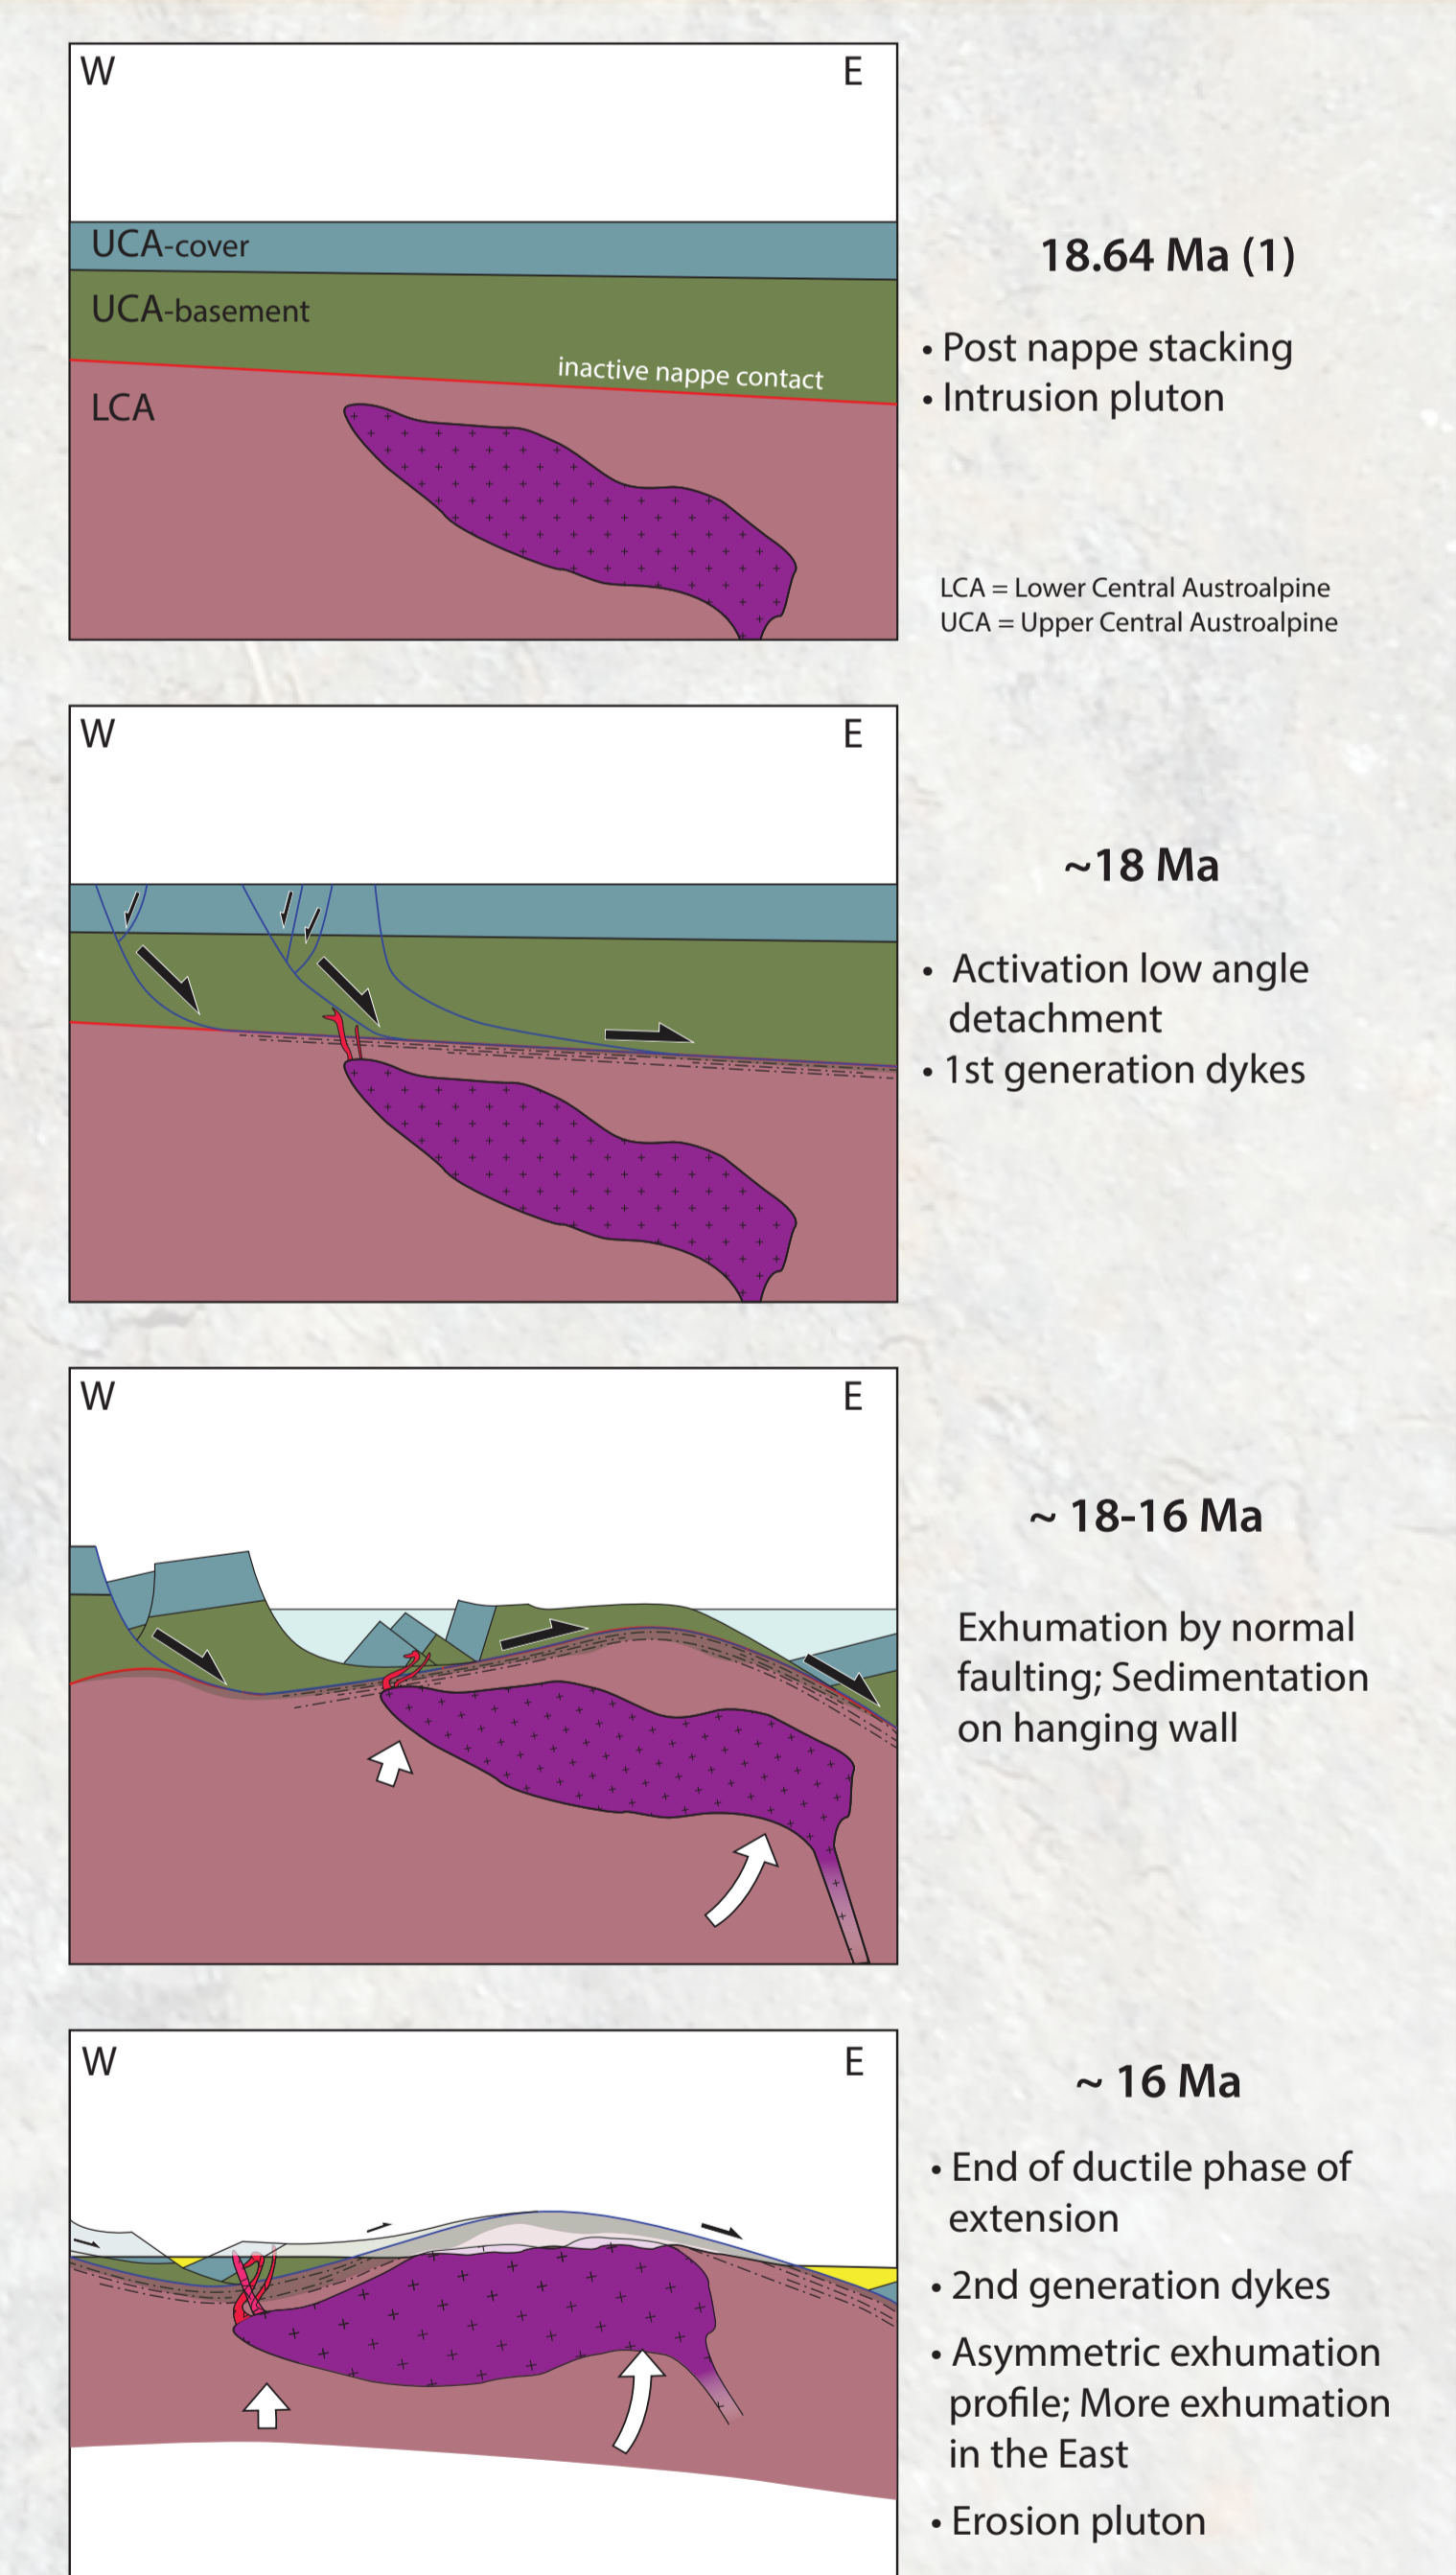 W
E
UCA-cover
UCA-basement
inactive nappe contact
LCA
18.64 Ma (1)
• Post nappe stacking
• Intrusion pluton
LCA = Lower Central Austroalpine
UCA = Upper Central Austroalpine
W
E
~18 Ma
• Activation low angle
detachment
• 1st generation dykes
W
E
~ 18-16 Ma
Exhumation by normal
faulting; Sedimentation
on hanging wall
W
E
~ 16 Ma
• End of ductile phase of
extension
• 2nd generation dykes
• Asymmetric exhumation
profile; More exhumation
in the East
• Erosion pluton